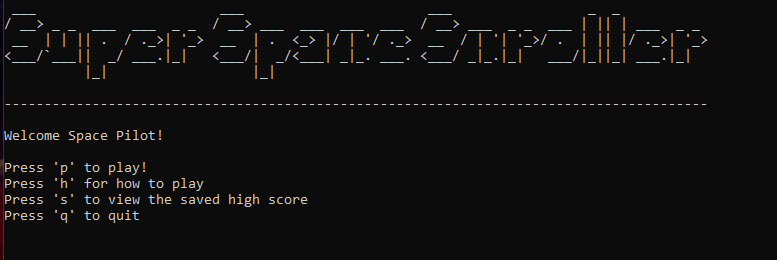 Super Space Scroller
--------------------------------------------------------------------------------
Welcome Space Pilot!
Press 'p' to play!
Press 'h' for how to play
Press 's' to view the saved high score
Press 'q' to quit